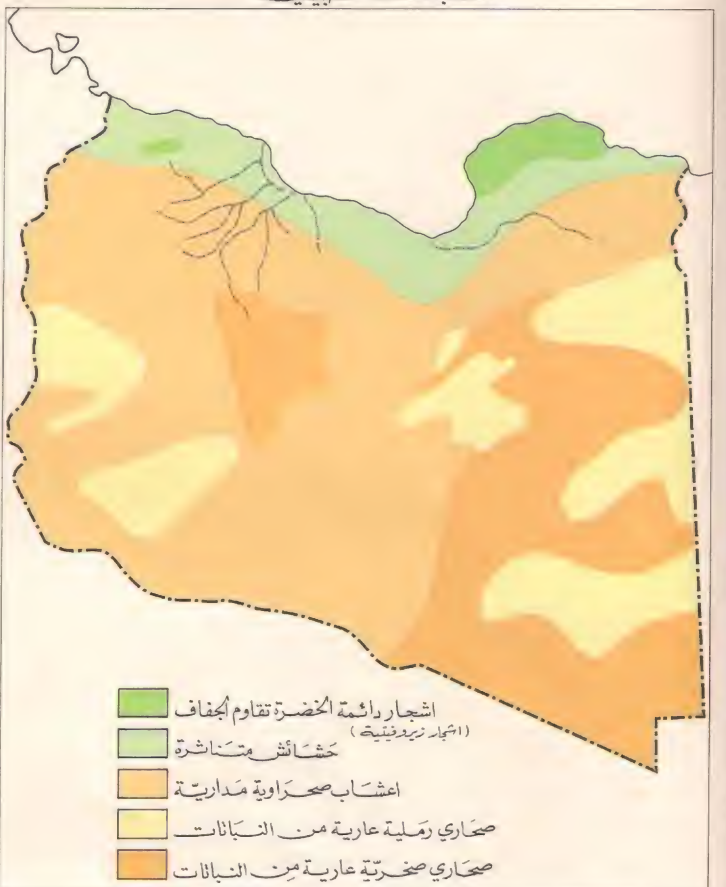 اشجار دائمة الخضرة تقاوم الجفاف
(اشجار زيروفيتية)
حشائش متناثرة
اعشاب صحراوية مدارية
صحاري رملية عارية من النباتات
صحاري صخرية عارية من النباتات